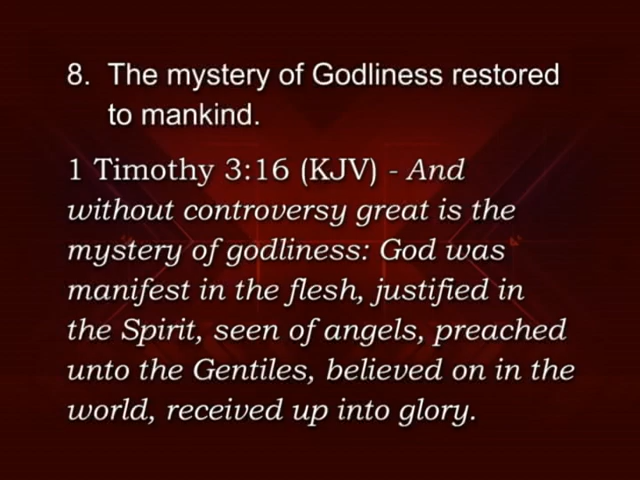 8. The mystery of Godliness restored
to mankind.
1 Timothy 3:16 (KJV) - And
without controversy great is the
mystery of godliness: God was
manifest in the flesh, justified in
the Spirit, seen of angels, preached
unto the Gentiles, believed on in the
world, received up into glory.